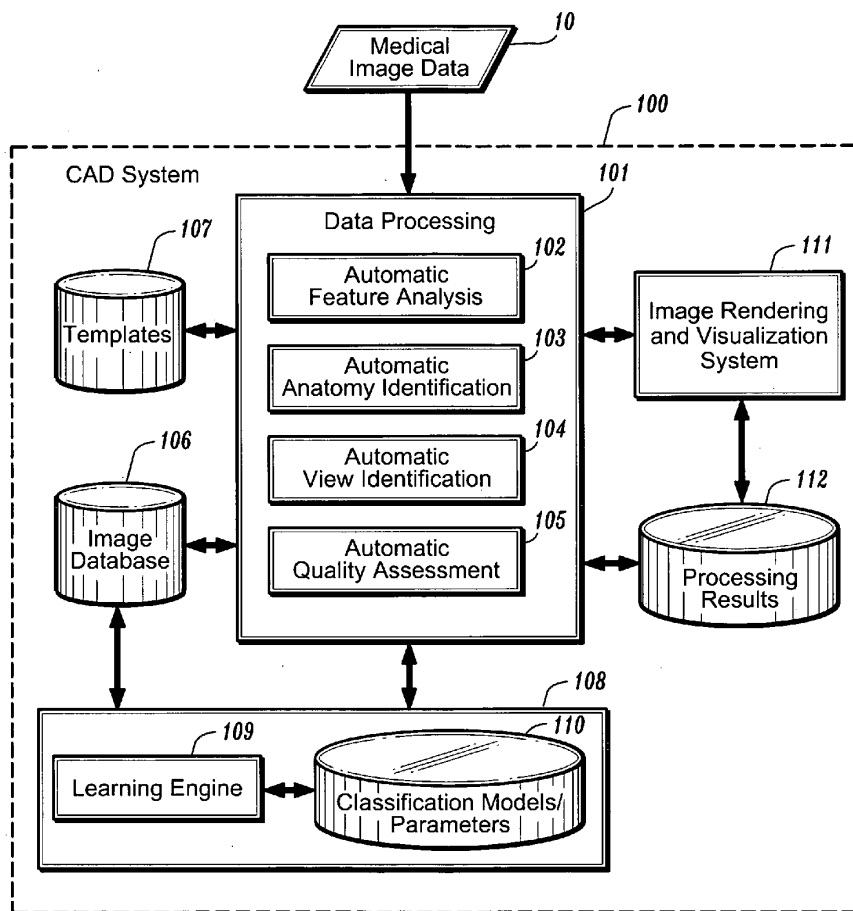 10
Medical
Image Data
100
CAD System
101
Data Processing
107
102
111
Automatic
Feature Analysis
Templates
Image Rendering
and Visualization
System
103
Automatic
Anatomy Identification
106
104
Automatic
View Identification
112
Image
Database
105
Automatic
Quality Assessment
Processing
Results
108
109
110
Learning Engine
Classification Models/
Parameters